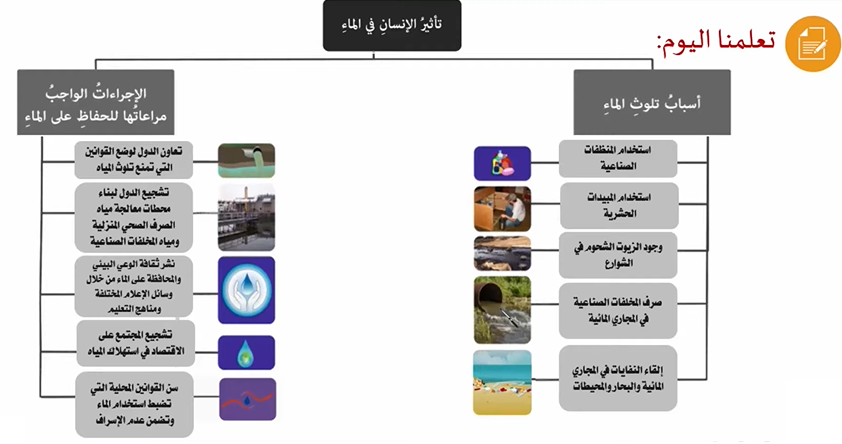 تعلمنا اليوم:
تأثيرُ الإنسانِ في الماءِ
أسبابُ تلوثِ الماءِ
استخدام المنظفات
الصناعية
استخدام المبيدات
الحشرية
وجود الزيوت الشحوم في
الشوارع
صرف المخلفات الصناعية
في المجاري المائية
إلقاء النفايات في المجاري
المائية والبحار والمحيطات
الإجراءاتُ الواجبُ
مراعاتُها للحفاظِ على الماءِ
تعاون الدول لوضع القوانين
التي تمنع تلوث المياه
تشجيع الدول لبناء
محطات معالجة مياه
الصرف الصحي المنزلية
ومياه المخلفات الصناعية
نشر ثقافة الوعي البيئي
والمحافظة على الماء من خلال
وسائل الإعلام المختلفة
ومناهج التعليم
تشجيع المجتمع على
الاقتصاد في استهلاك المياه
سن القوانين المحلية التي
تضبط استخدام الماء
وتضمن عدم الإسراف